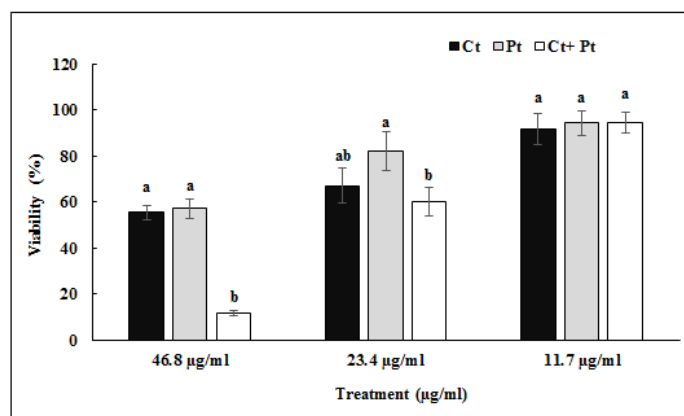 Ct Pt Ct+ Pt
120
100
80
60
40
20
0
Viability (%)
a a b
ab a b
a a a
46.8 µg/ml 23.4 µg/ml 11.7 µg/ml
Treatment (µg/ml)